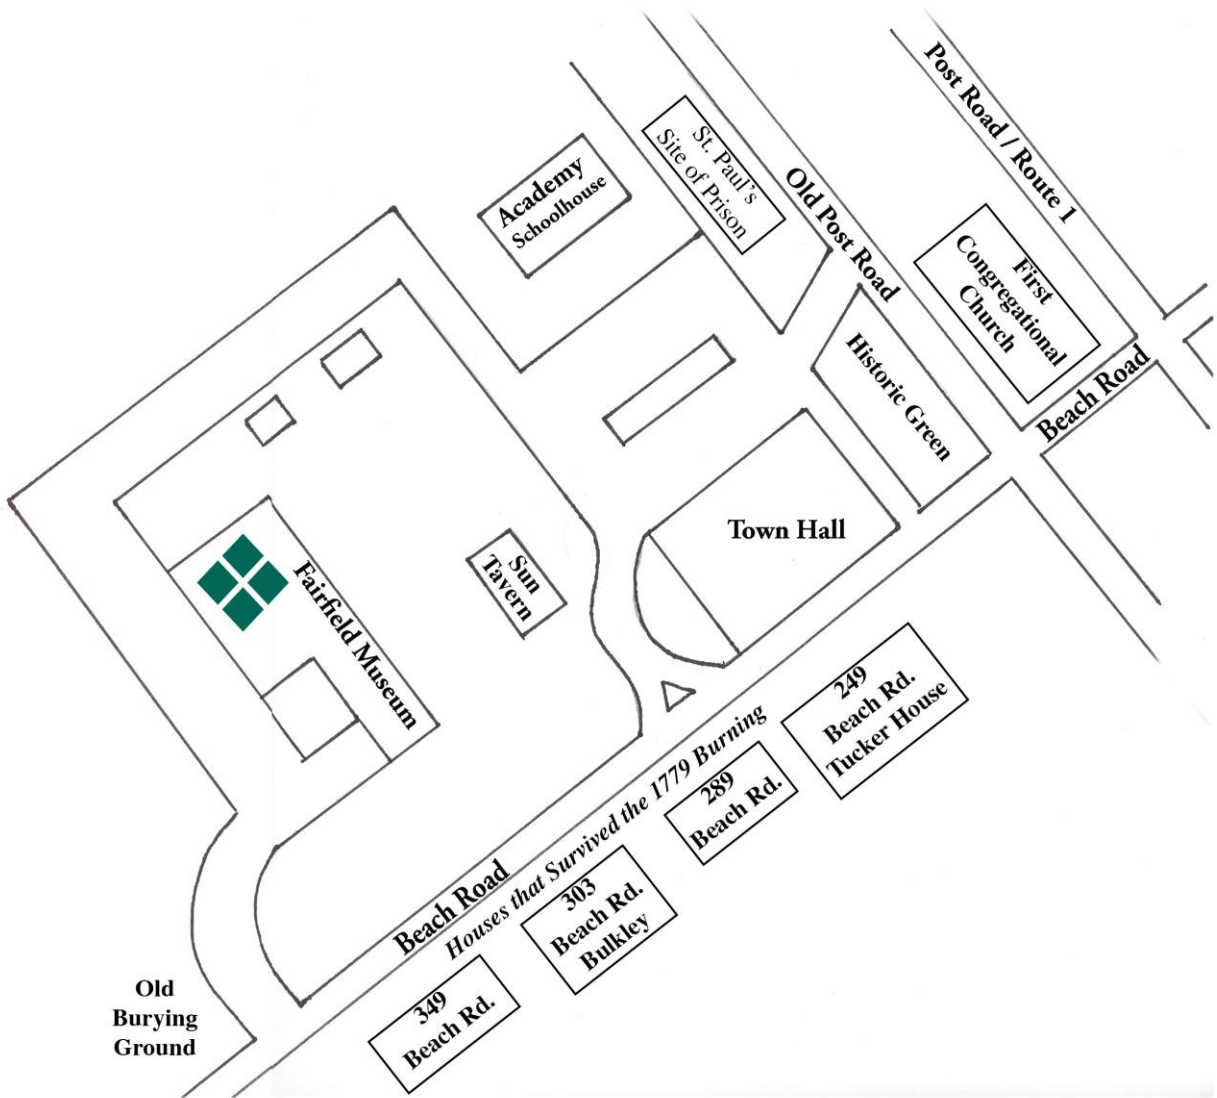 Post Road / Route 1
St. Paul's
Site of Prison
Academy
Schoolhouse
Old Post Road
First
Congregational
Church
Historic Green
Beach Road
Town Hall
Sun
Tavern
Fairfield Museum
249
Beach Rd.
Tucker House
Houses that Survived the 1779 Burning
289
Beach Rd.
Beach Road
303
Beach Rd.
Bulkley
349
Beach Rd.
Old
Burying
Ground